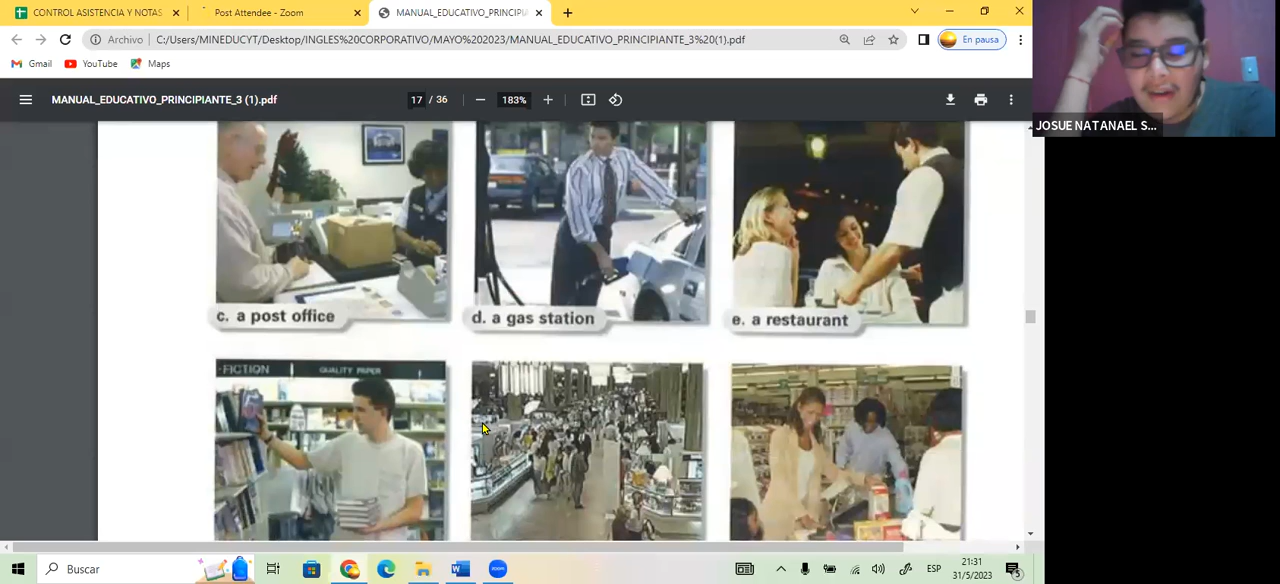 CONTROL ASISTENCIA Y NOTAS
Post Attendee - Zoom
MANUAL_EDUCATIVO_PRINCIPI
Archivo
C:/Users/MINEDUCYT/Desktop/INGLES%20CORPORATIVO/MAYO%202023/MANUAL_EDUCATIVO_PRINCIPIANTE_3%20(1).pdf
En pausa
Gmail
YouTube
Maps
MANUAL_EDUCATIVO_PRINCIPIANTE_3 (1).pdf
17 / 36
183%
JOSUE NATANAEL S...
c. a post office
d. a gas station
e. a restaurant
FICTION
QUALITY PAPER
Buscar
ESP
21:31
31/5/2023